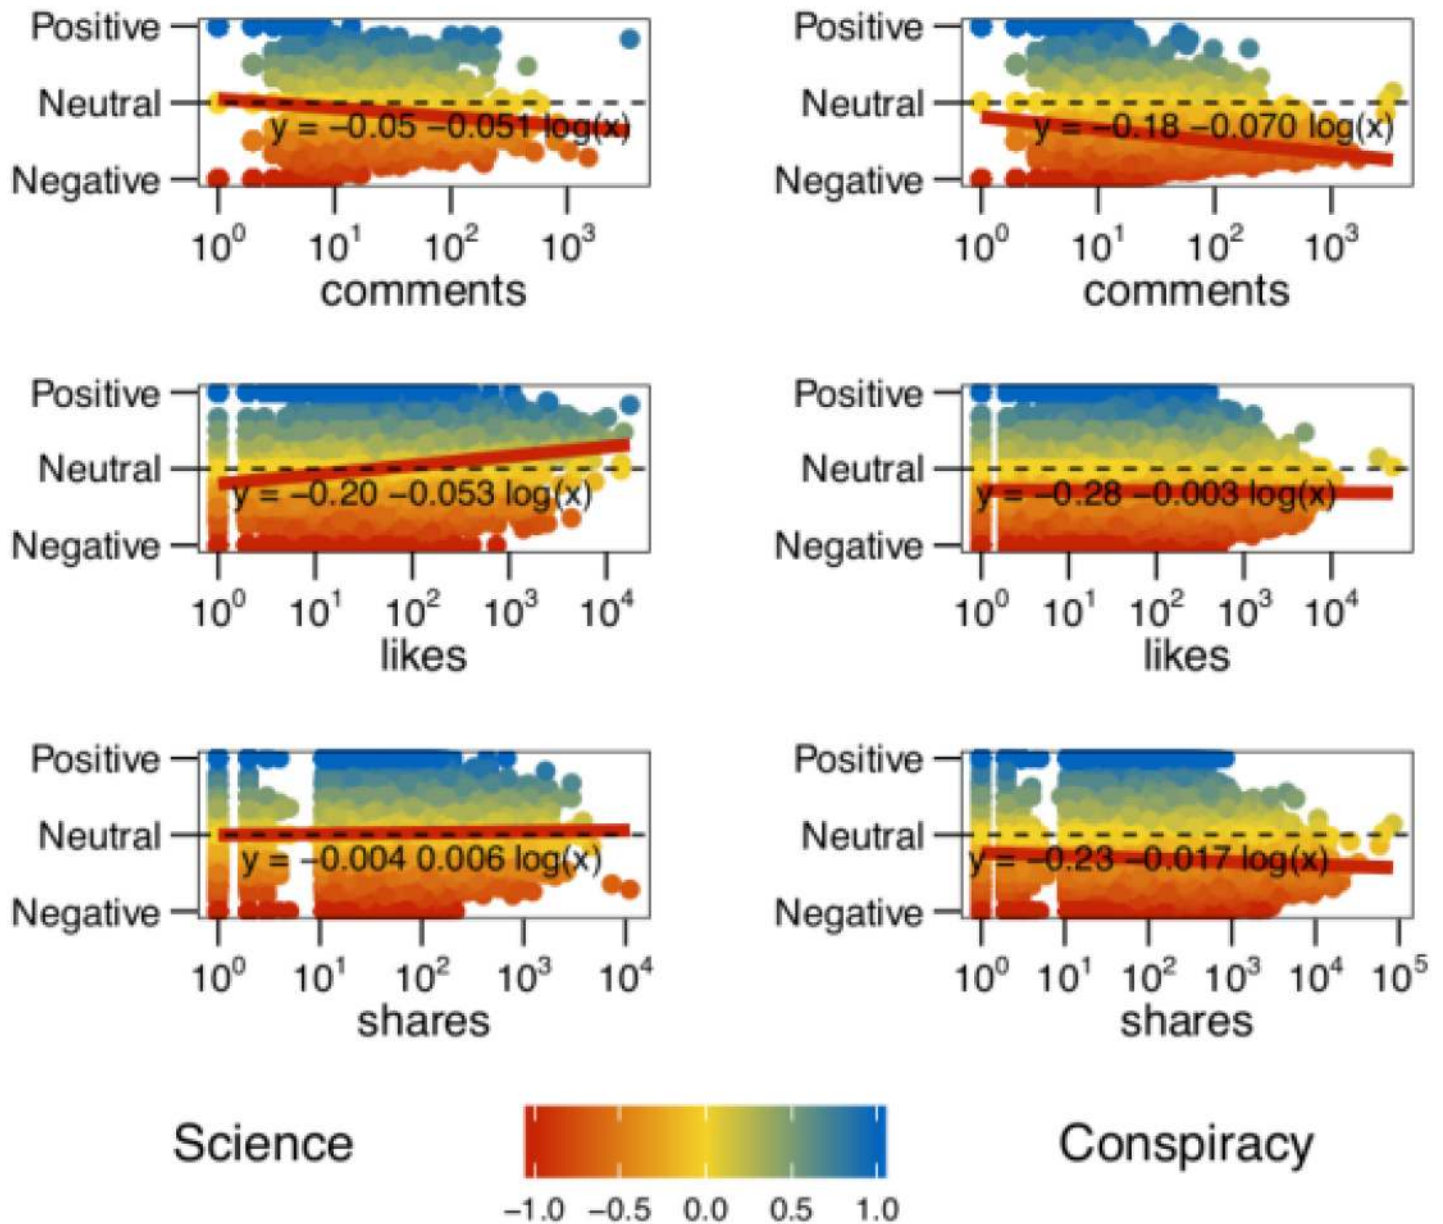 Positive
Neutral
Negative
y = −0.05 −0.051 log(x)
10⁰ 10¹ 10² 10³
comments
Positive
Neutral
Negative
y = −0.18 −0.070 log(x)
10⁰ 10¹ 10² 10³
comments
Positive
Neutral
Negative
y = −0.20 −0.053 log(x)
10⁰ 10¹ 10² 10³ 10⁴
likes
Positive
Neutral
Negative
y = −0.28 −0.003 log(x)
10⁰ 10¹ 10² 10³ 10⁴
likes
Positive
Neutral
Negative
y = −0.004 0.006 log(x)
10⁰ 10¹ 10² 10³ 10⁴
shares
Positive
Neutral
Negative
y = −0.23 −0.017 log(x)
10⁰ 10¹ 10² 10³ 10⁴ 10⁵
shares
Science
−1.0 −0.5 0.0 0.5 1.0
Conspiracy